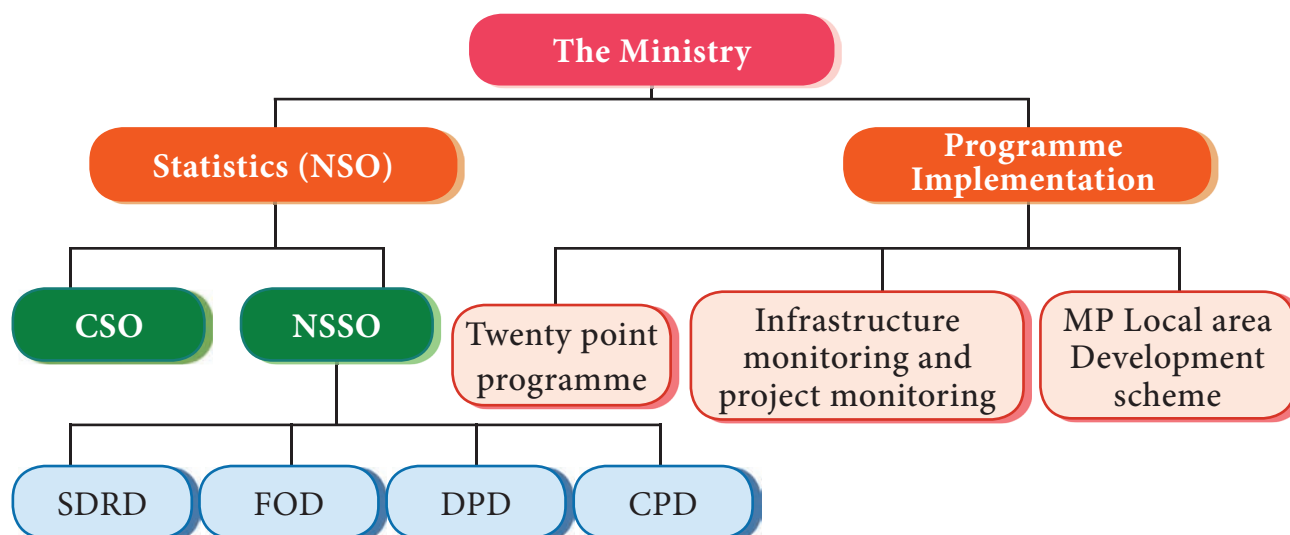 The Ministry
Statistics (NSO)
Programme
Implementation
CSO
NSSO
Twenty point
programme
Infrastructure
monitoring and
project monitoring
MP Local area
Development
scheme
SDRD
FOD
DPD
CPD